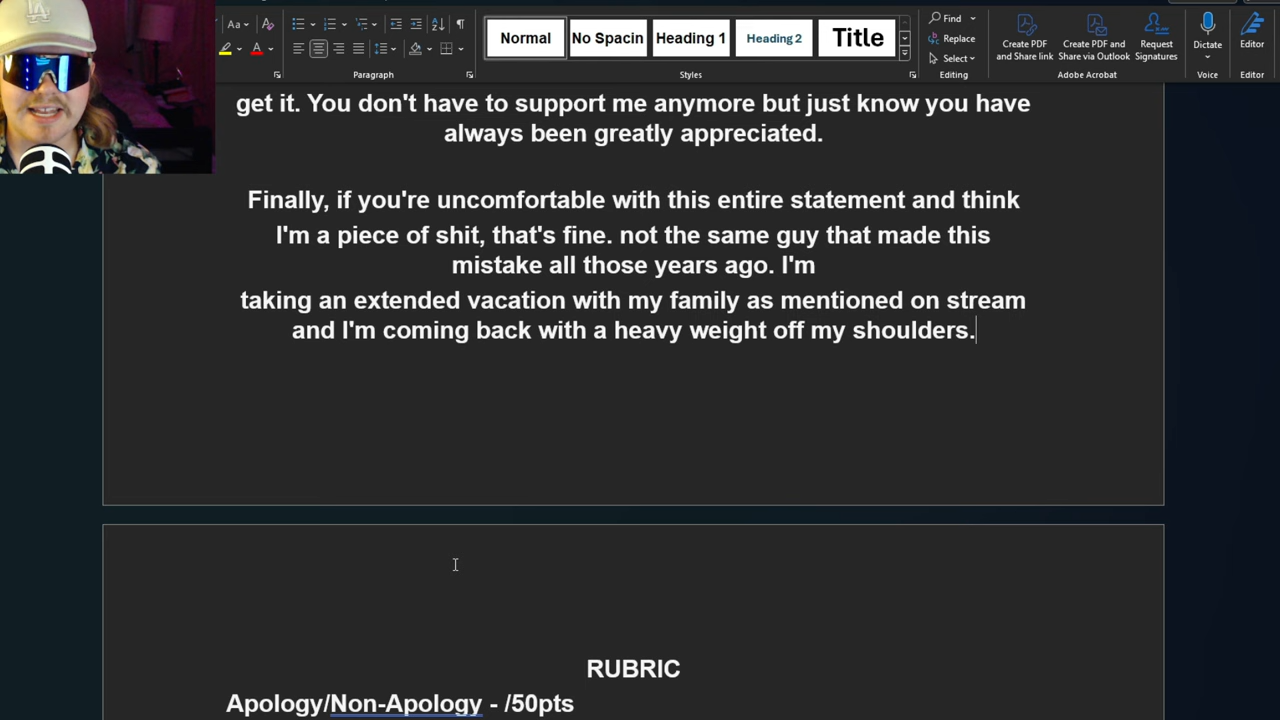 Aa
Normal
No Spacin
Heading 1
Heading 2
Title
Find
Replace
Select
Create PDF and Share link
Create PDF and Share via Outlook
Request Signatures
Dictate
Editor
Paragraph
Styles
Editing
Adobe Acrobat
Voice
Editor
LA
get it. You don't have to support me anymore but just know you have
always been greatly appreciated.
Finally, if you're uncomfortable with this entire statement and think
I'm a piece of shit, that's fine. not the same guy that made this
mistake all those years ago. I'm
taking an extended vacation with my family as mentioned on stream
and I'm coming back with a heavy weight off my shoulders.
RUBRIC
Apology/Non-Apology - /50pts